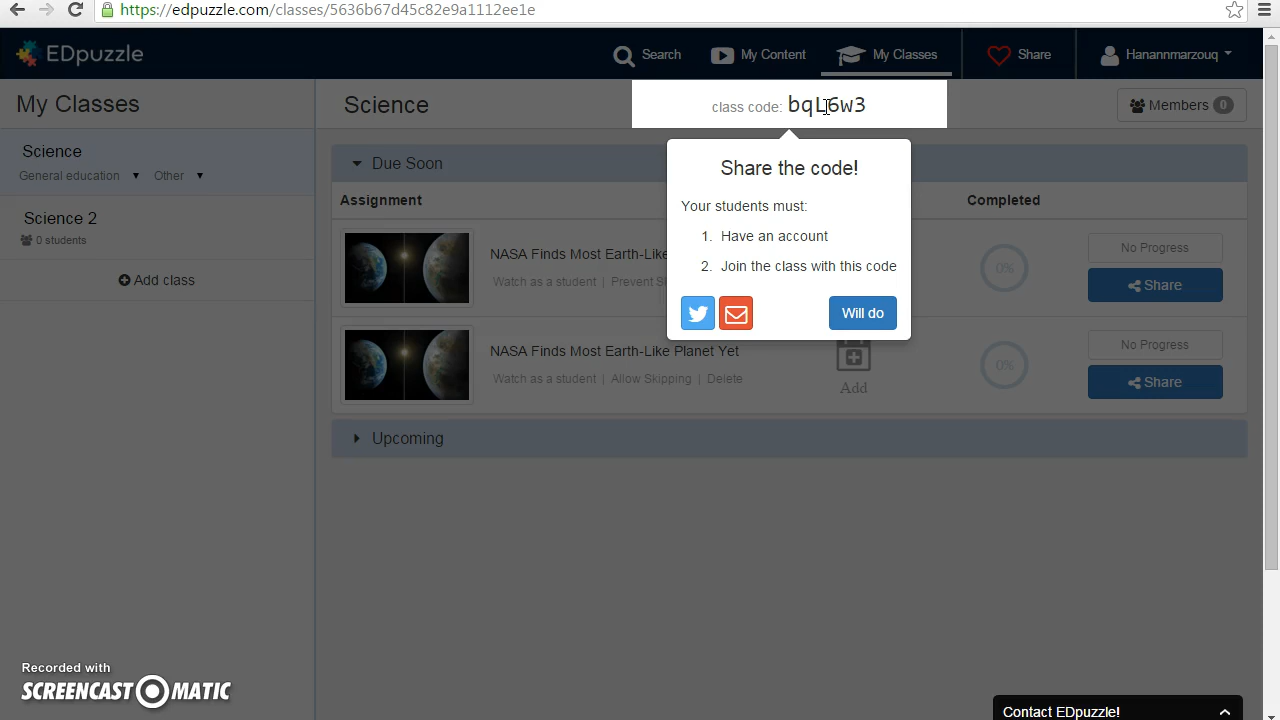 https://edpuzzle.com/classes/5636b67d45c82e9a1112ee1e
EDpuzzle
Search
My Content
My Classes
Share
Hanannmarzouq
My Classes
Science
General education
Other
Science 2
0 students
Add class
Science
class code: bqL6w3
Members 0
Share the code!
Your students must:
1. Have an account
2. Join the class with this code
Will do
Due Soon
Assignment
Completed
NASA Finds Most Earth-Like
Watch as a student |
0%
No Progress
Share
NASA Finds Most Earth-Like Planet Yet
Watch as a student | Allow Skipping | Delete
Add
0%
No Progress
Share
Upcoming
Recorded with
SCREENCAST O MATIC
Contact EDpuzzle!